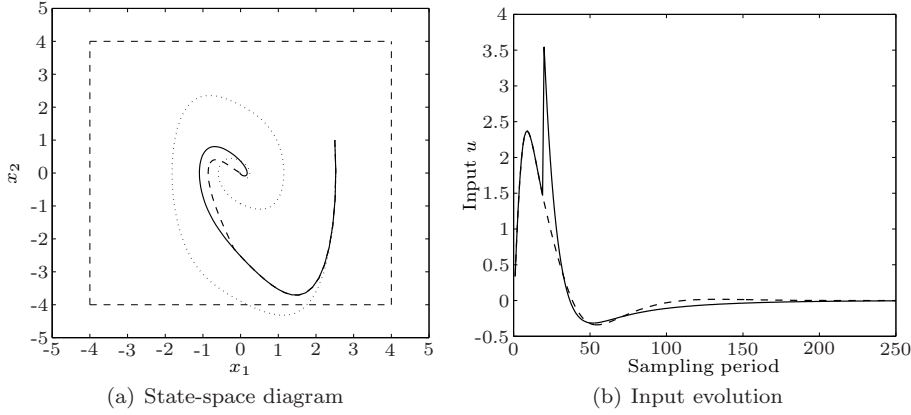 5
4
3
2
1
0
-1
-2
-3
-4
-5
x₂
-5 -4 -3 -2 -1 0 1 2 3 4 5
x₁
(a) State-space diagram
4
3.5
3
2.5
2
1.5
1
0.5
0
-0.5
Input u
0 50 100 150 200 250
Sampling period
(b) Input evolution